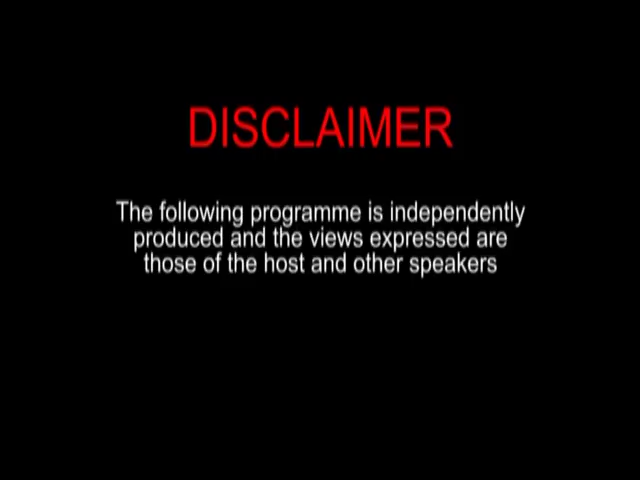 DISCLAIMER
The following programme is independently
produced and the views expressed are
those of the host and other speakers